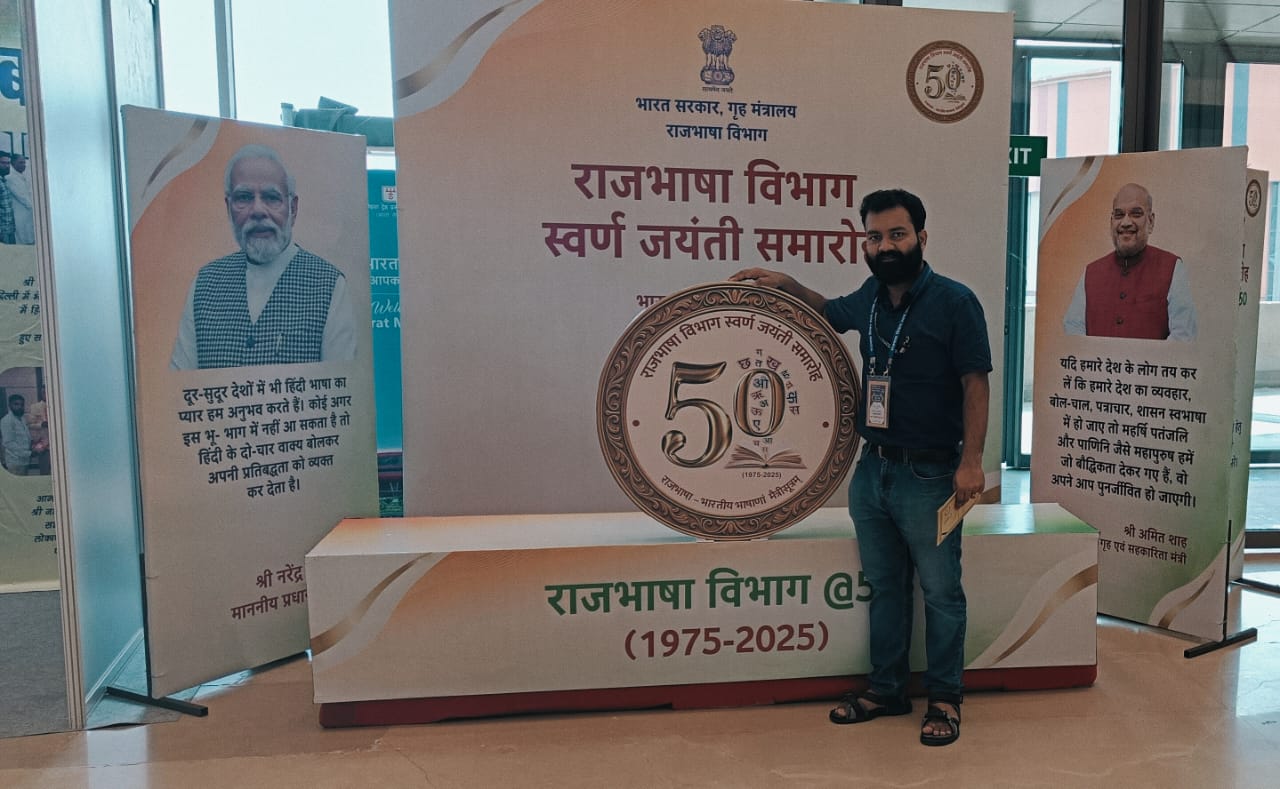 भारत सरकार, गृह मंत्रालय
राजभाषा विभाग
राजभाषा विभाग
स्वर्ण जयंती समारोह
राजभाषा विभाग स्वर्ण जयंती समारोह
50
(1975-2025)
राजभाषा - भारतीय भाषाणां मैत्रीसूत्रम्
राजभाषा विभाग @5
(1975-2025)
दूर-सुदूर देशों में भी हिंदी भाषा का
प्यार हम अनुभव करते हैं। कोई अगर
इस भू- भाग में नहीं आ सकता है तो
हिंदी के दो-चार वाक्य बोलकर
अपनी प्रतिबद्धता को व्यक्त
कर देता है।
श्री नरेंद्र
माननीय
यदि हमारे देश के लोग तय कर
लें कि हमारे देश का व्यवहार,
बोल-चाल, पत्राचार, शासन स्वभाषा
में हो जाए तो महर्षि पतंजलि
और पाणिनि जैसे महापुरुष हमें
जो बौद्धिकता देकर गए हैं, वो
अपने आप पुनर्जीवित हो जाएगी।
श्री अमित शाह
गृह एवं सहकारिता मंत्री
50